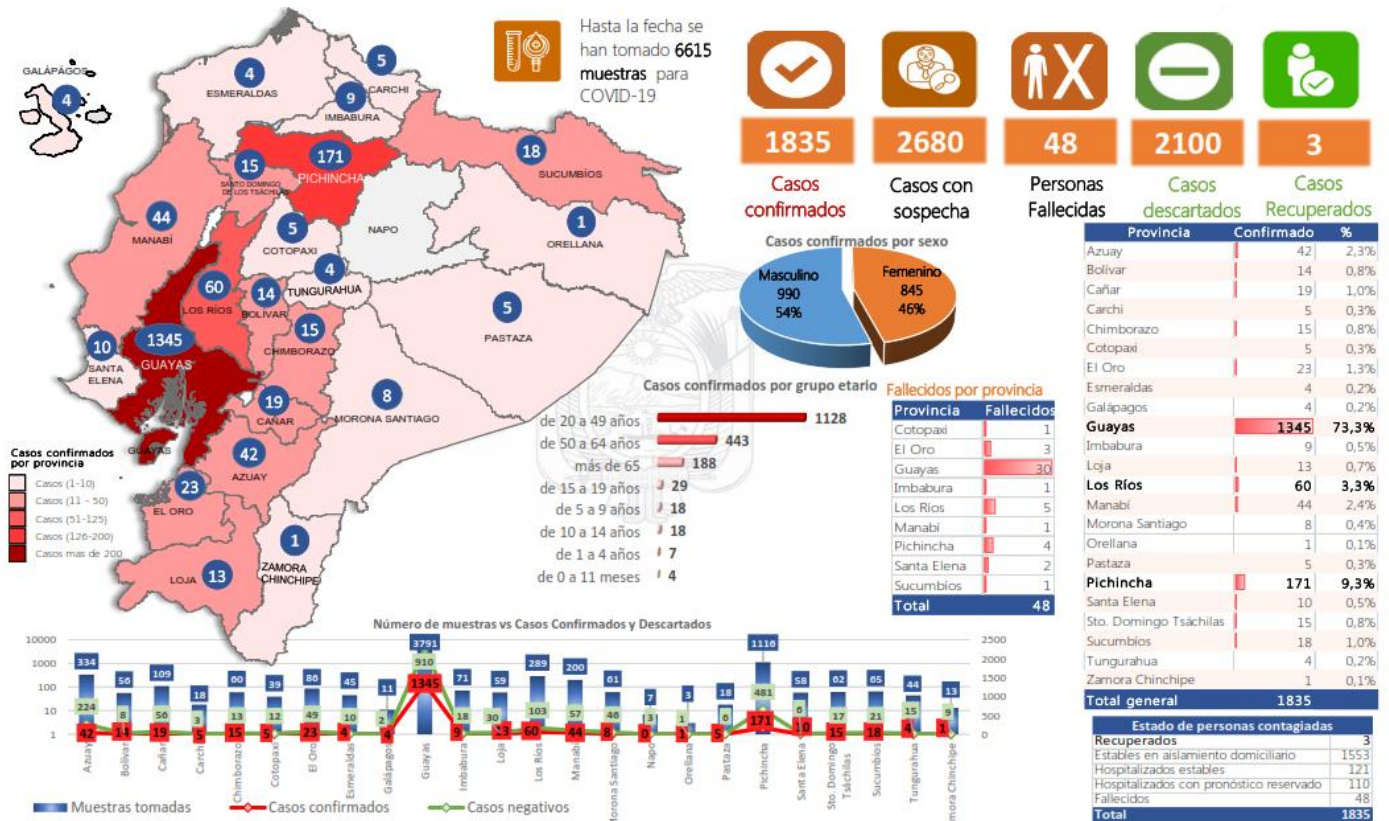 Hasta la fecha se
han tomado 6615
muestras para
COVID-19
1835
Casos
confirmados
2680
Casos con
sospecha
48
Personas
Fallecidas
2100
Casos
descartados
3
Casos
Recuperados
GALÁPAGOS
4
4
ESMERALDAS
5
CARCHI
9
IMBABURA
171
PICHINCHA
18
SUCUMBÍOS
15
SANTO DOMINGO
DE LOS TSÁCHILAS
44
MANABÍ
5
COTOPAXI
NAPO
1
ORELLANA
4
TUNGURAHUA
60
LOS RÍOS
14
BOLIVAR
5
PASTAZA
15
CHIMBORAZO
1345
GUAYAS
10
SANTA
ELENA
8
MORONA SANTIAGO
19
CAÑAR
GUAYAS
42
AZUAY
23
EL ORO
1
ZAMORA
CHINCHIPE
13
LOJA
Casos confirmados
por provincia
Casos (1-10)
Casos (11 - 50)
Casos (51-125)
Casos (126-200)
Casos mas de 200
Casos confirmados por sexo
Masculino
990
54%
Femenino
845
46%
Casos confirmados por grupo etario
de 20 a 49 años 1128
de 50 a 64 años 443
más de 65 188
de 15 a 19 años 29
de 5 a 9 años 18
de 10 a 14 años 18
de 1 a 4 años 7
de 0 a 11 meses 4
Fallecidos por provincia
Provincia Fallecidos
Cotopaxi 1
El Oro 3
Guayas 30
Imbabura 1
Los Ríos 5
Manabí 1
Pichincha 4
Santa Elena 2
Sucumbíos 1
Total 48
Provincia Confirmado %
Azuay 42 2,3%
Bolívar 14 0,8%
Cañar 19 1,0%
Carchi 5 0,3%
Chimborazo 15 0,8%
Cotopaxi 5 0,3%
El Oro 23 1,3%
Esmeraldas 4 0,2%
Galápagos 4 0,2%
Guayas 1345 73,3%
Imbabura 9 0,5%
Loja 13 0,7%
Los Ríos 60 3,3%
Manabí 44 2,4%
Morona Santiago 8 0,4%
Orellana 1 0,1%
Pastaza 5 0,3%
Pichincha 171 9,3%
Santa Elena 10 0,5%
Sto. Domingo Tsáchilas 15 0,8%
Sucumbíos 18 1,0%
Tungurahua 4 0,2%
Zamora Chinchipe 1 0,1%
Total general 1835
Estado de personas contagiadas
Recuperados 3
Estables en aislamiento domiciliario 1553
Hospitalizados estables 121
Hospitalizados con pronóstico reservado 110
Fallecidos 48
Total 1835
Número de muestras vs Casos Confirmados y Descartados
10000
1000
100
10
1
2500
2000
1500
1000
500
0
334 56 109 18 60 39 86 45 11 3791 71 59 289 200 61 7 3 18 1116 58 62 65 44 13
224 8 56 3 13 12 49 10 2 910 18 30 103 57 46 3 1 6 481 6 17 21 15 9
42 14 19 5 15 5 23 4 4 1345 9 13 60 44 8 0 1 5 171 10 15 18 4 1
Azuay
Bolívar
Cañar
Carchi
Chimborazo
Cotopaxi
El Oro
Esmeraldas
Galápagos
Guayas
Imbabura
Loja
Los Ríos
Manabí
Morona Santiago
Napo
Orellana
Pastaza
Pichincha
Santa Elena
Sto. Domingo
Tsáchilas
Sucumbíos
Tungurahua
amora Chinchipe
Muestras tomadas
Casos confirmados
Casos negativos